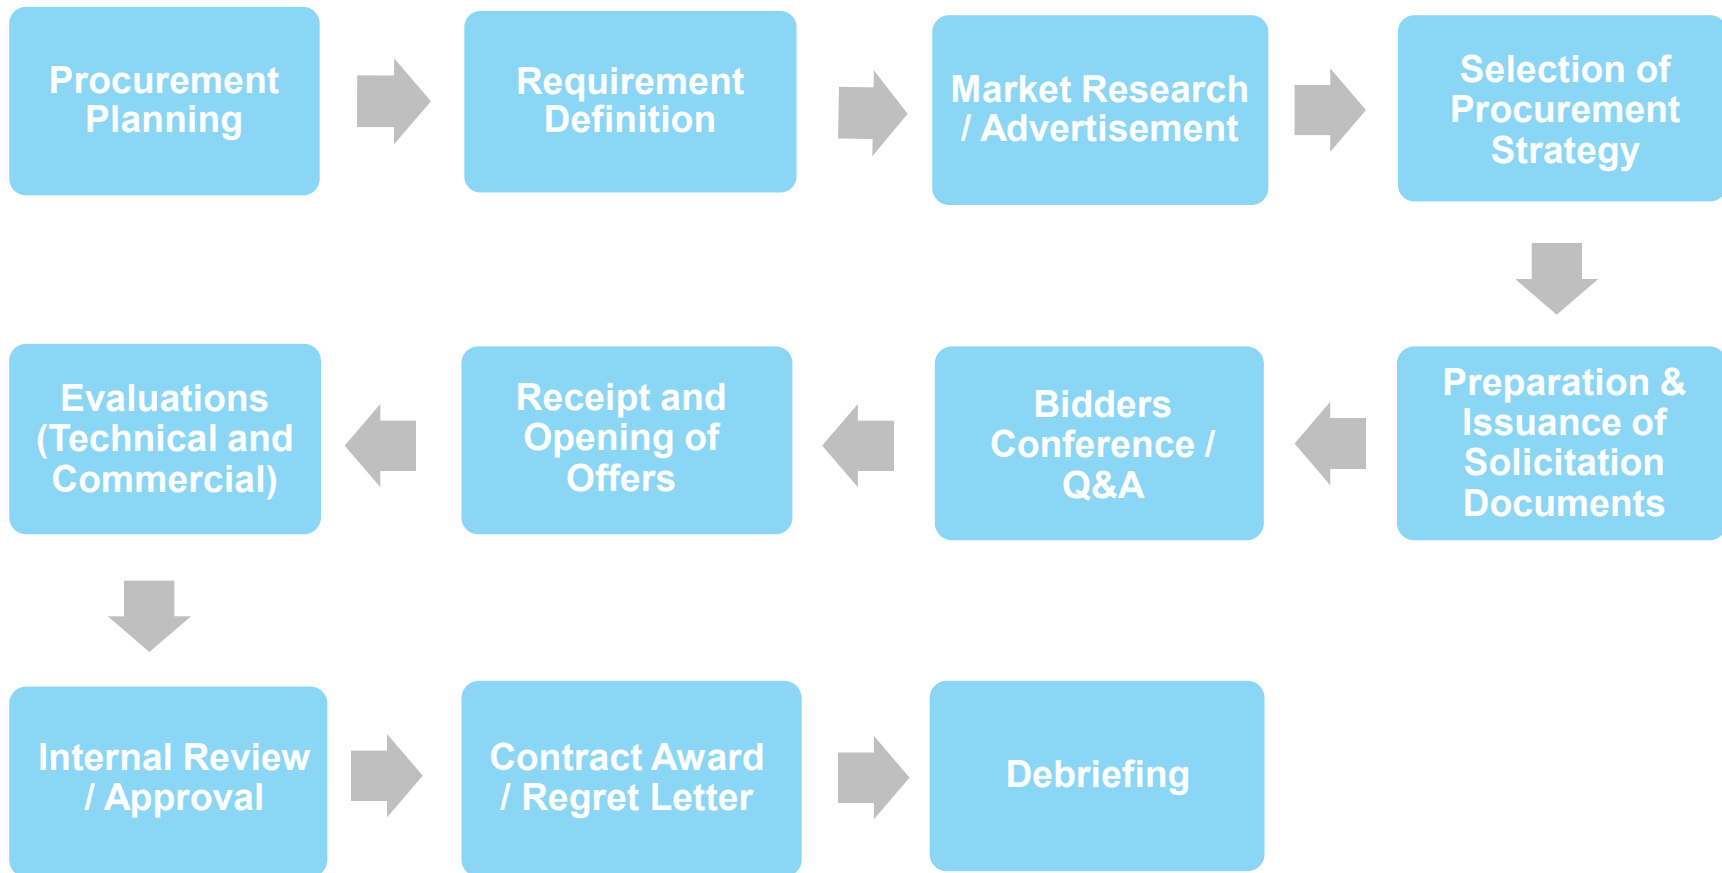 Procurement
Planning
Requirement
Definition
Market Research
/ Advertisement
Selection of
Procurement
Strategy
Preparation &
Issuance of
Solicitation
Documents
Bidders
Conference /
Q&A
Receipt and
Opening of
Offers
Evaluations
(Technical and
Commercial)
Internal Review
/ Approval
Contract Award
/ Regret Letter
Debriefing